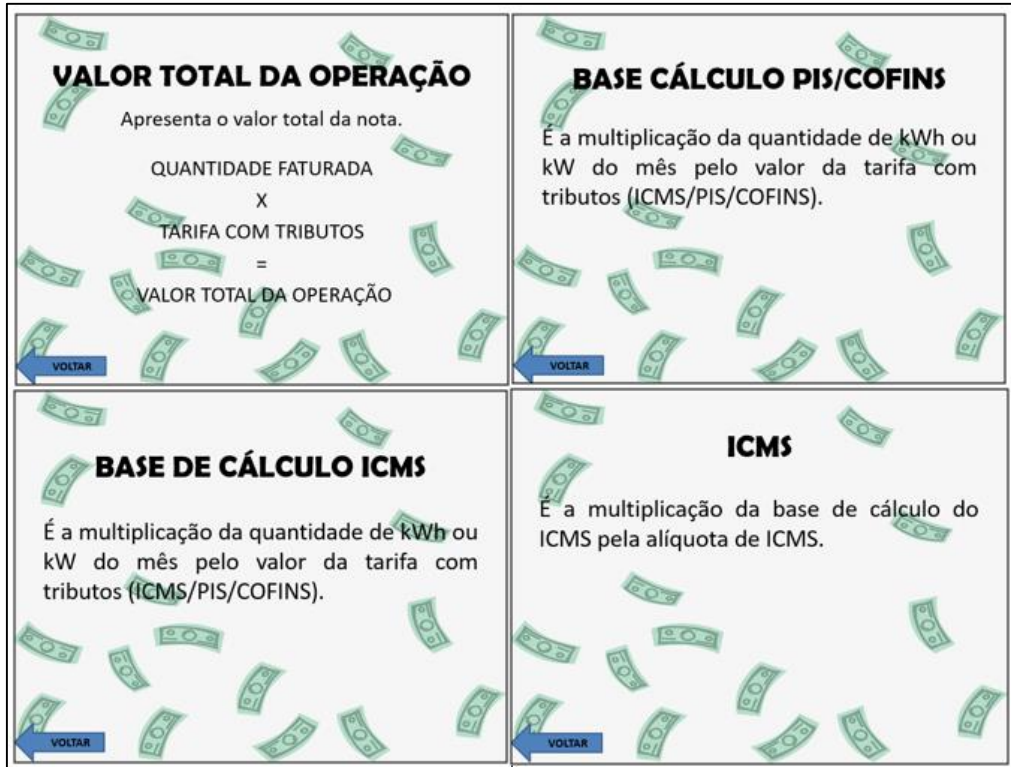 VALOR TOTAL DA OPERAÇÃO
Apresenta o valor total da nota.
QUANTIDADE FATURADA
X
TARIFA COM TRIBUTOS
=
VALOR TOTAL DA OPERAÇÃO
VOLTAR
BASE CÁLCULO PIS/COFINS
É a multiplicação da quantidade de kWh ou
kW do mês pelo valor da tarifa com
tributos (ICMS/PIS/COFINS).
VOLTAR
BASE DE CÁLCULO ICMS
É a multiplicação da quantidade de kWh ou
kW do mês pelo valor da tarifa com
tributos (ICMS/PIS/COFINS).
VOLTAR
ICMS
É a multiplicação da base de cálculo do
ICMS pela alíquota de ICMS.
VOLTAR